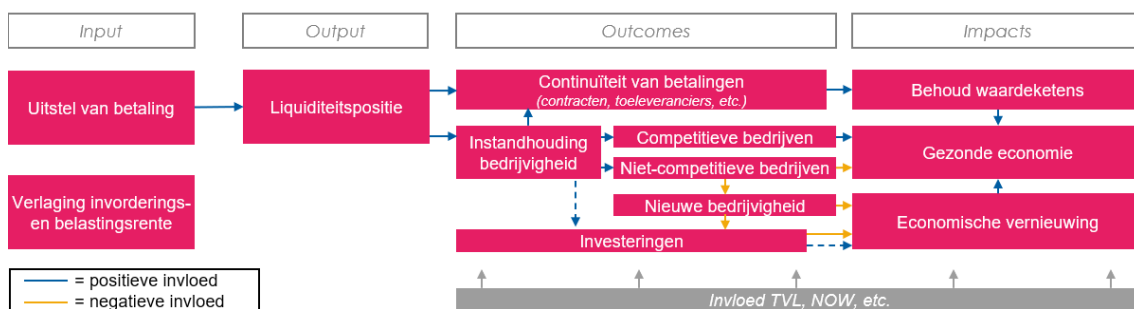 Input
Output
Outcomes
Impacts
Uitstel van betaling
Liquiditeitspositie
Continuïteit van betalingen
(contracten, toeleveranciers, etc.)
Behoud waardeketens
Instandhouding
bedrijvigheid
Competitieve bedrijven
Niet-competitieve bedrijven
Gezonde economie
Verlaging invorderings-
en belastingsrente
Nieuwe bedrijvigheid
Economische vernieuwing
Investeringen
= positieve invloed
= negatieve invloed
Invloed TVL, NOW, etc.